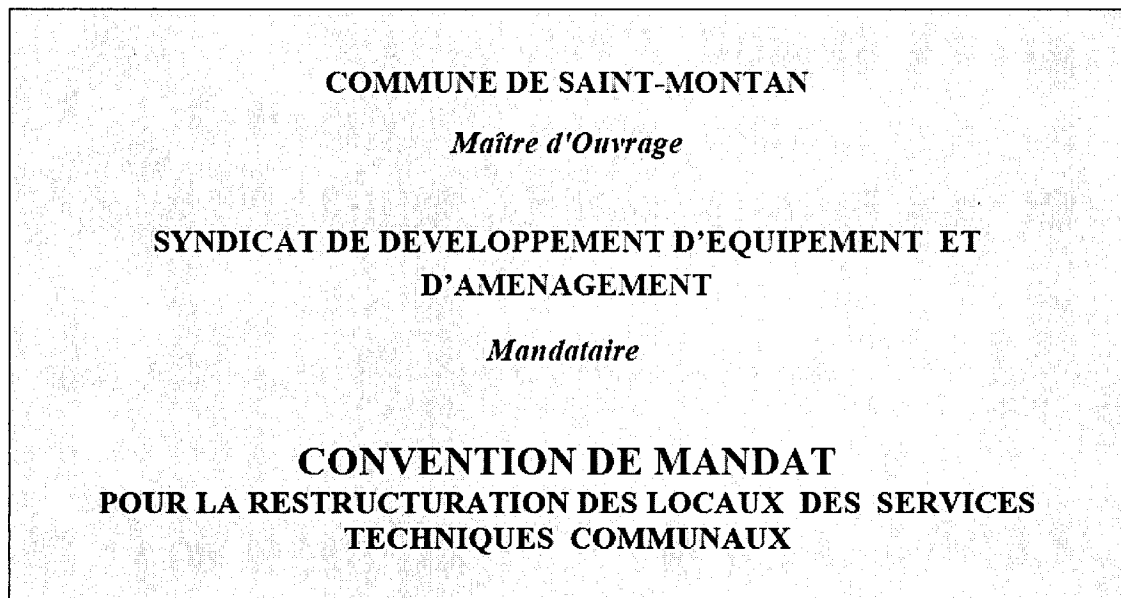 COMMUNE DE SAINT-MONTAN
Maître d'Ouvrage
SYNDICAT DE DEVELOPPEMENT D'EQUIPEMENT ET
D'AMENAGEMENT
Mandataire
CONVENTION DE MANDAT
POUR LA RESTRUCTURATION DES LOCAUX DES SERVICES
TECHNIQUES COMMUNAUX